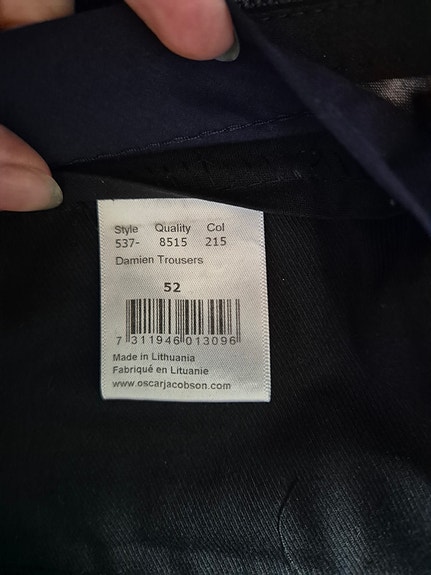 Style Quality Col
537- 8515 215
Damien Trousers
52
7 311946 013096
Made in Lithuania
Fabriqué en Lituanie
www.oscarjacobson.com